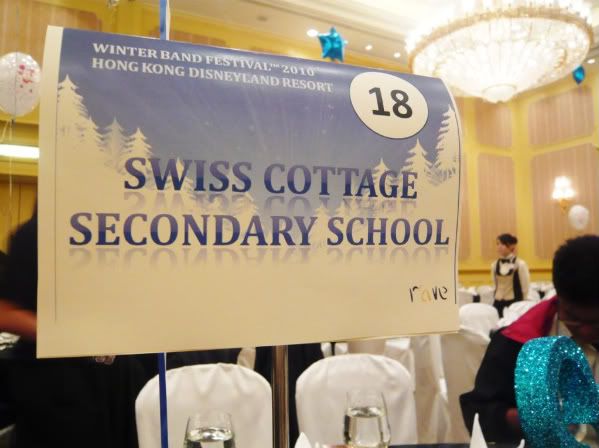 WINTER BAND FESTIVAL™ 2010
HONG KONG DISNEYLAND RESORT
18
SWISS COTTAGE
SECONDARY SCHOOL
rave